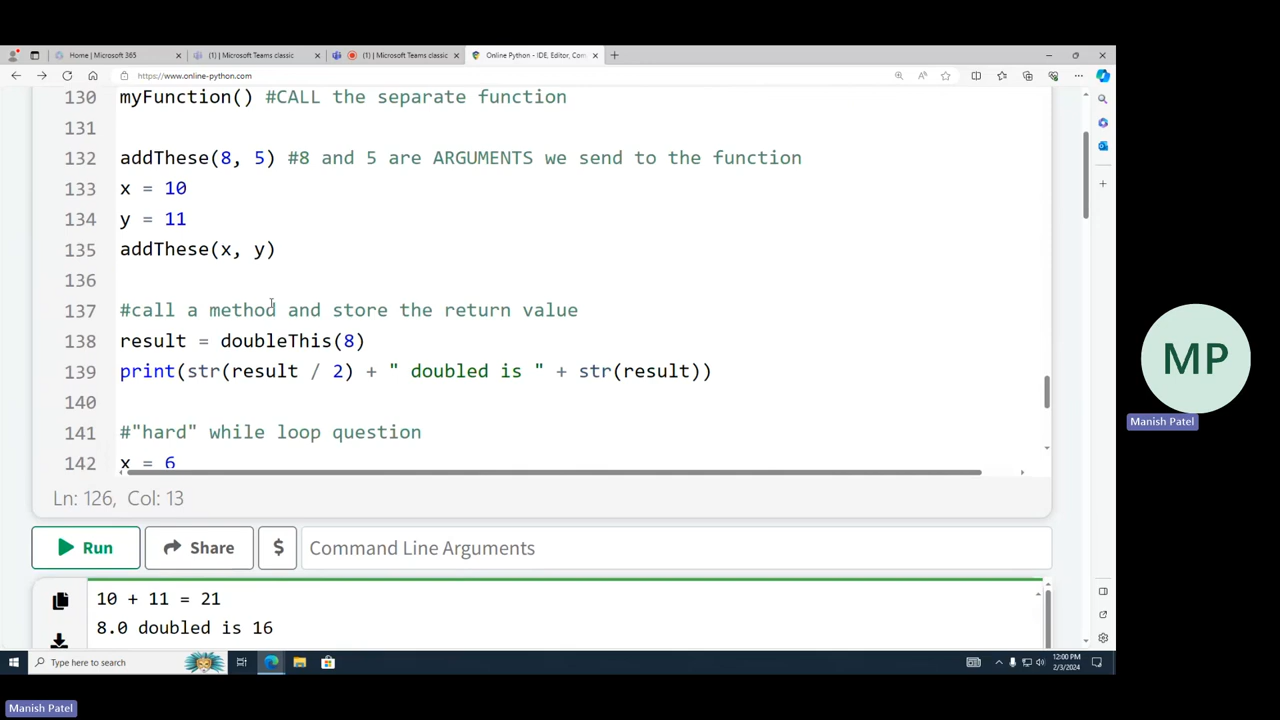 Home | Microsoft 365
(1) | Microsoft Teams classic
(1) | Microsoft Teams classic
Online Python - IDE, Editor, Com
https://www.online-python.com
130 myFunction() #CALL the separate function
131
132 addThese(8, 5) #8 and 5 are ARGUMENTS we send to the function
133 x = 10
134 y = 11
135 addThese(x, y)
136
137 #call a method and store the return value
138 result = doubleThis(8)
139 print(str(result / 2) + " doubled is " + str(result))
140
141 #"hard" while loop question
142 x = 6
Ln: 126, Col: 13
Run
Share
$
Command Line Arguments
10 + 11 = 21
8.0 doubled is 16
Type here to search
12:00 PM
2/3/2024
MP
Manish Patel
Manish Patel